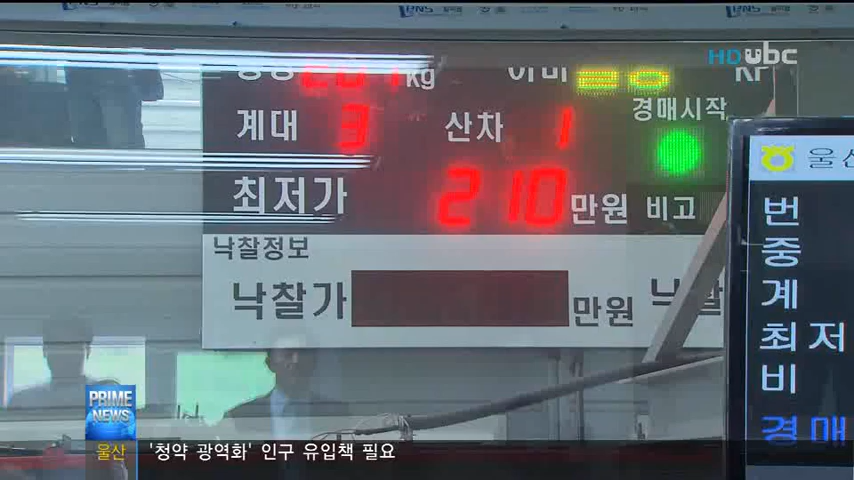 HD ubc
kg
계대 3 산차 1 경매시작
최저가 210 만원 비고
낙찰정보
낙찰가 만원 낙찰
울산
번
중
계
최저
비
경매
PRIME NEWS
울산 '청약 광역화' 인구 유입책 필요